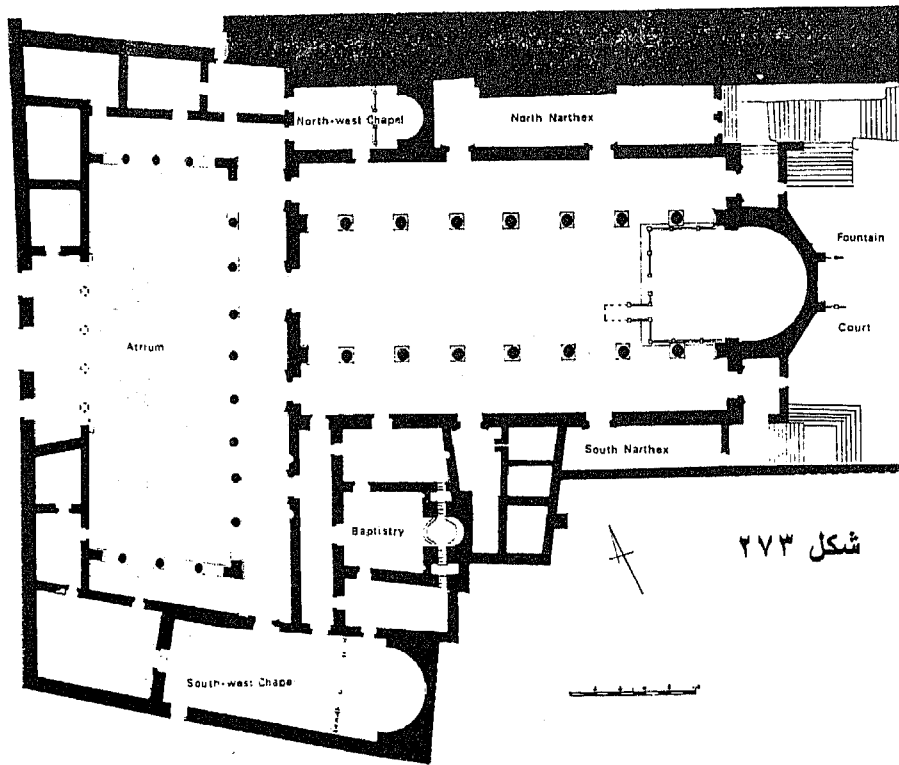 North-west Chapel
North Narthex
Fountain
Atrium
Court
South Narthex
Baptistry
شكل ٢٧٣
South-west Chapel